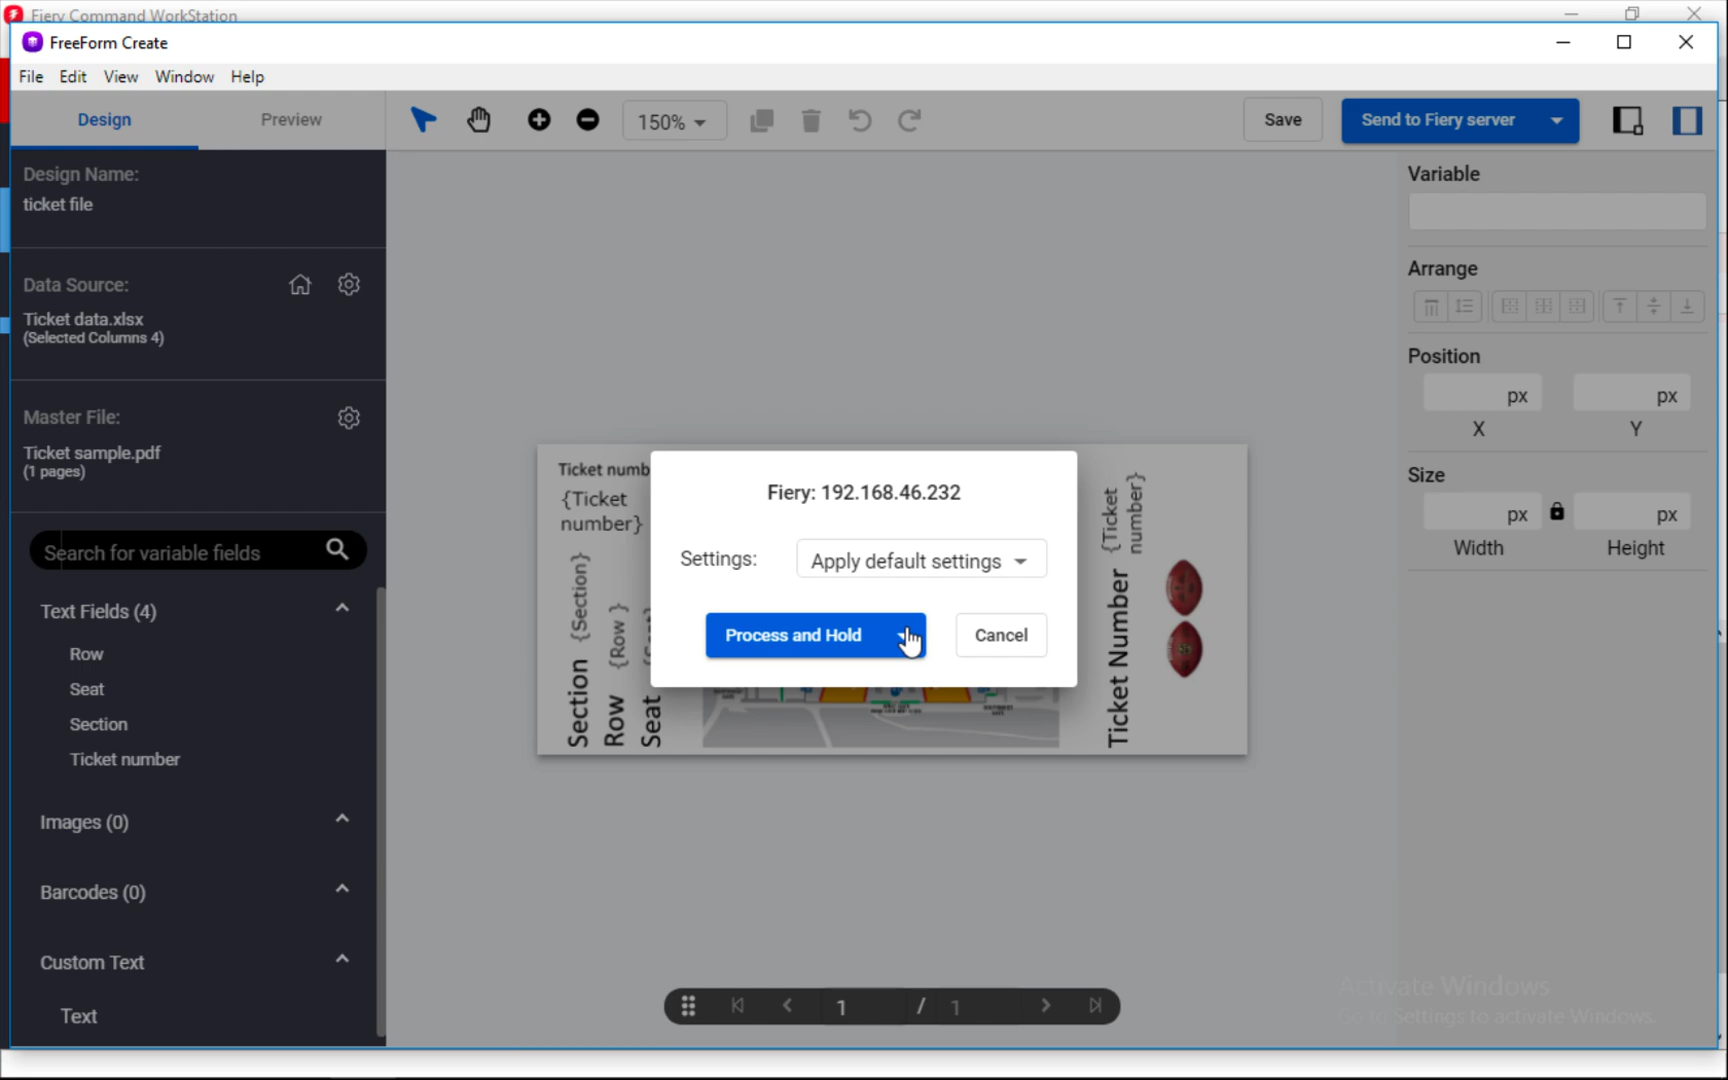 Fiery Command WorkStation
FreeForm Create
File Edit View Window Help
Design Preview
150%
Save
Send to Fiery server
Design Name:
ticket file
Data Source:
Ticket data.xlsx
(Selected Columns 4)
Master File:
Ticket sample.pdf
(1 pages)
Search for variable fields
Text Fields (4)
Row
Seat
Section
Ticket number
Images (0)
Barcodes (0)
Custom Text
Text
Ticket numb
{Ticket
number}
Section {Section}
Row {Row }
Seat
Fiery: 192.168.46.232
Settings: Apply default settings
Process and Hold Cancel
Ticket Number {Ticket
number}
1 / 1
Variable
Arrange
Position
px px
X Y
Size
px px
Width Height
Activate Windows
Go to Settings to activate Windows.